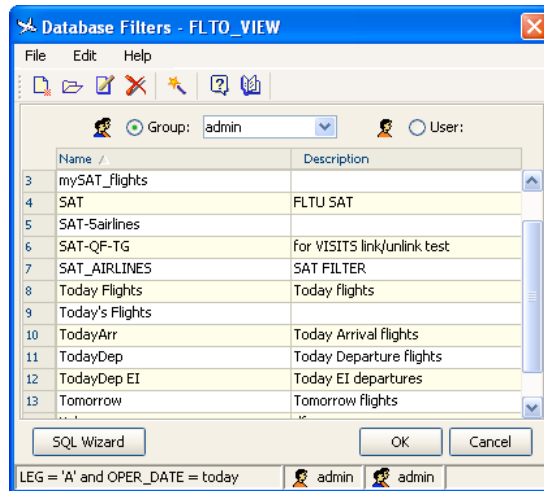 Database Filters - FLTO_VIEW
File Edit Help
Group: admin User:
Name Description
3 mySAT_flights
4 SAT FLTU SAT
5 SAT-5airlines
6 SAT-QF-TG for VISITS link/unlink test
7 SAT_AIRLINES SAT FILTER
8 Today Flights Today flights
9 Today's Flights
10 TodayArr Today Arrival flights
11 TodayDep Today Departure flights
12 TodayDep EI Today EI departures
13 Tomorrow Tomorrow flights
SQL Wizard OK Cancel
LEG = 'A' and OPER_DATE = today admin admin